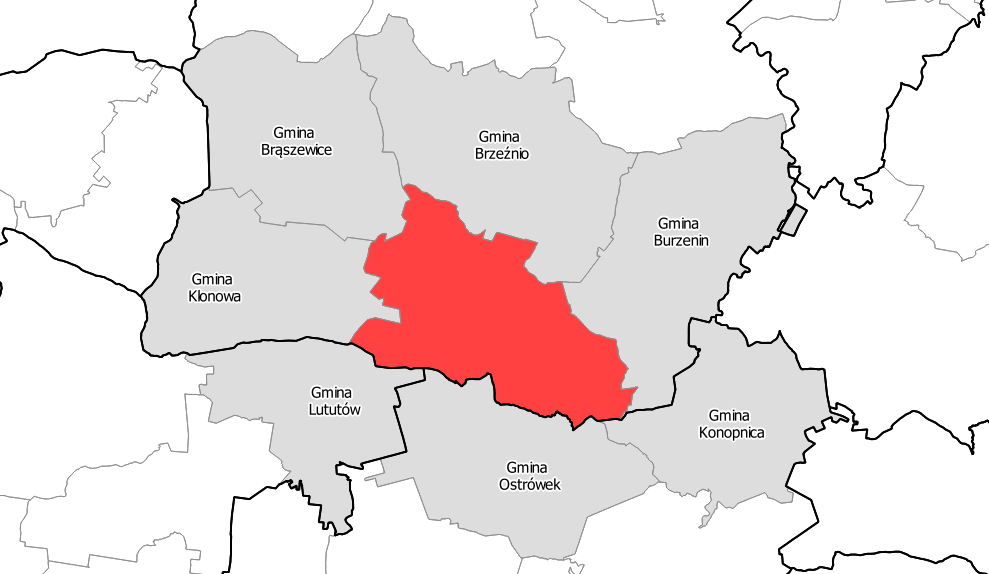 Gmina
Brąszewice
Gmina
Brzeźnio
Gmina
Burzenin
Gmina
Klonowa
Gmina
Lututów
Gmina
Konopnica
Gmina
Ostrówek